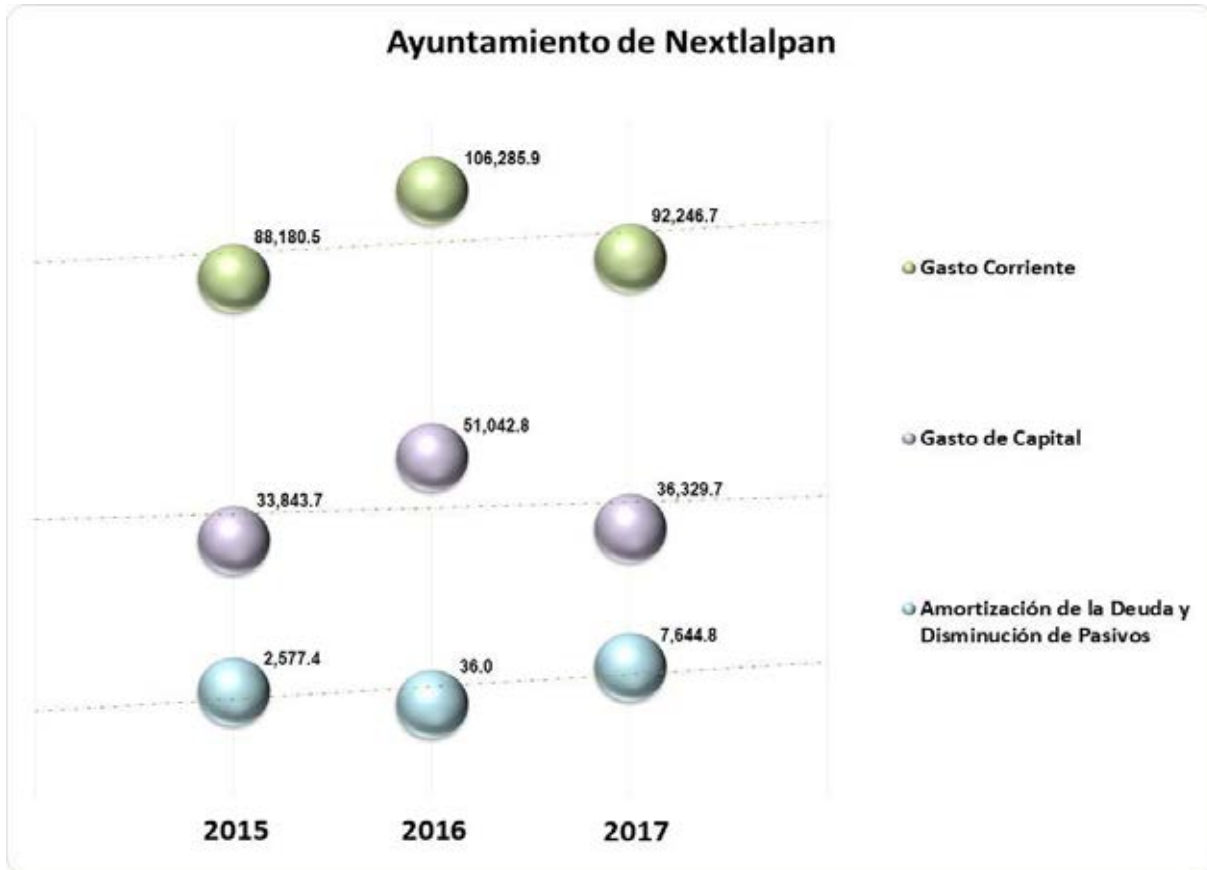 Ayuntamiento de Nextlalpan
106,285.9
88,180.5
92,246.7
Gasto Corriente
51,042.8
33,843.7
36,329.7
Gasto de Capital
2,577.4
36.0
7,644.8
Amortización de la Deuda y
Disminución de Pasivos
2015
2016
2017